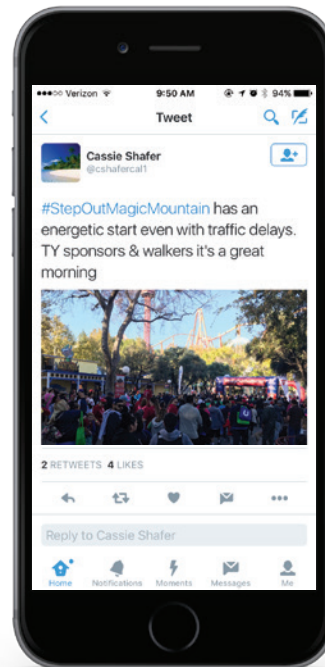 Verizon 9:50 AM 94%
Tweet
Cassie Shafer
@cshafercal1
#StepOutMagicMountain has an
energetic start even with traffic delays.
TY sponsors & walkers it's a great
morning
2 RETWEETS 4 LIKES
Reply to Cassie Shafer
Home Notifications Moments Messages Me